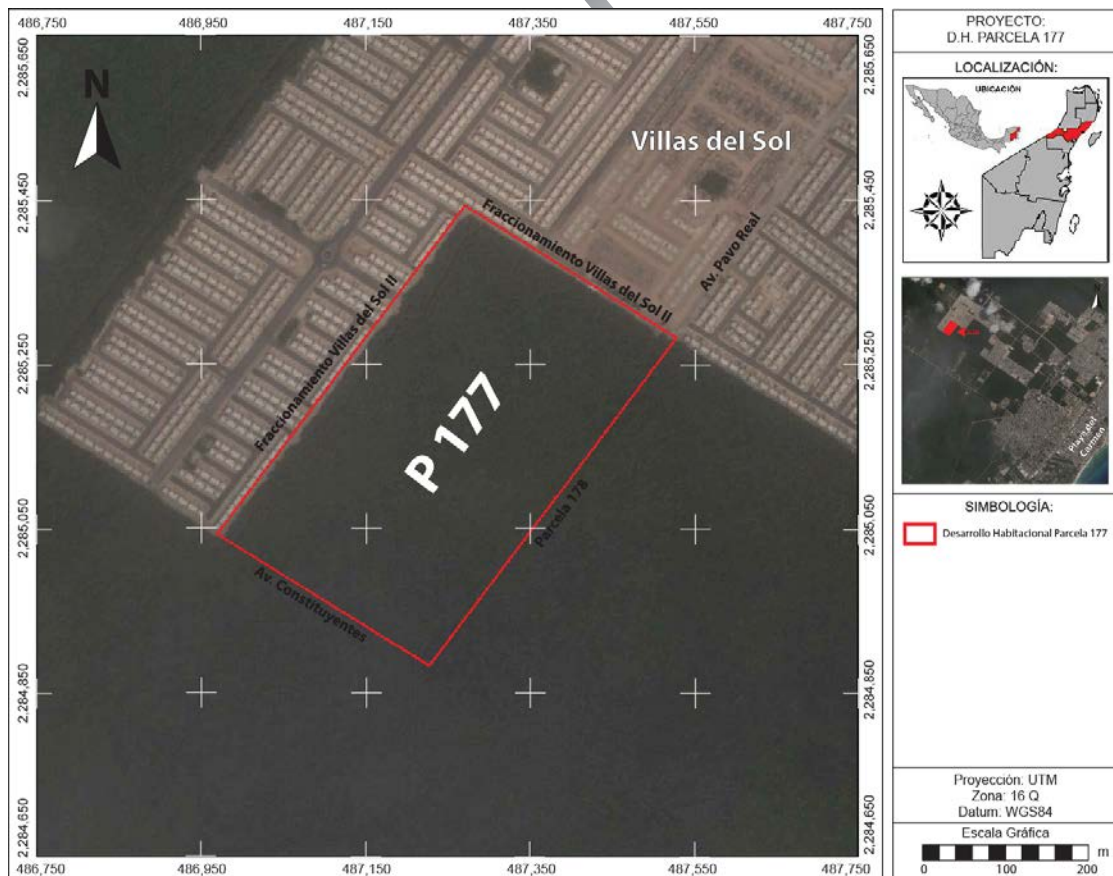 486,750
486,950
487,150
487,350
487,550
487,750
2,285,650
2,285,450
2,285,250
2,285,050
2,284,850
2,284,650
N
Villas del Sol
Fraccionamiento Villas del Sol II
Av. Pavo Real
Fraccionamiento Villas del Sol II
P 177
Parcela 178
Av. Constituyentes
2,285,650
2,285,450
2,285,250
2,285,050
2,284,850
2,284,650
486,750
486,950
487,150
487,350
487,550
487,750
PROYECTO:
D.H. PARCELA 177
LOCALIZACIÓN:
UBICACIÓN
N
Playa del
Carmen
SIMBOLOGÍA:
Desarrollo Habitacional Parcela 177
Proyección: UTM
Zona: 16 Q
Datum: WGS84
Escala Gráfica
m
0 100 200